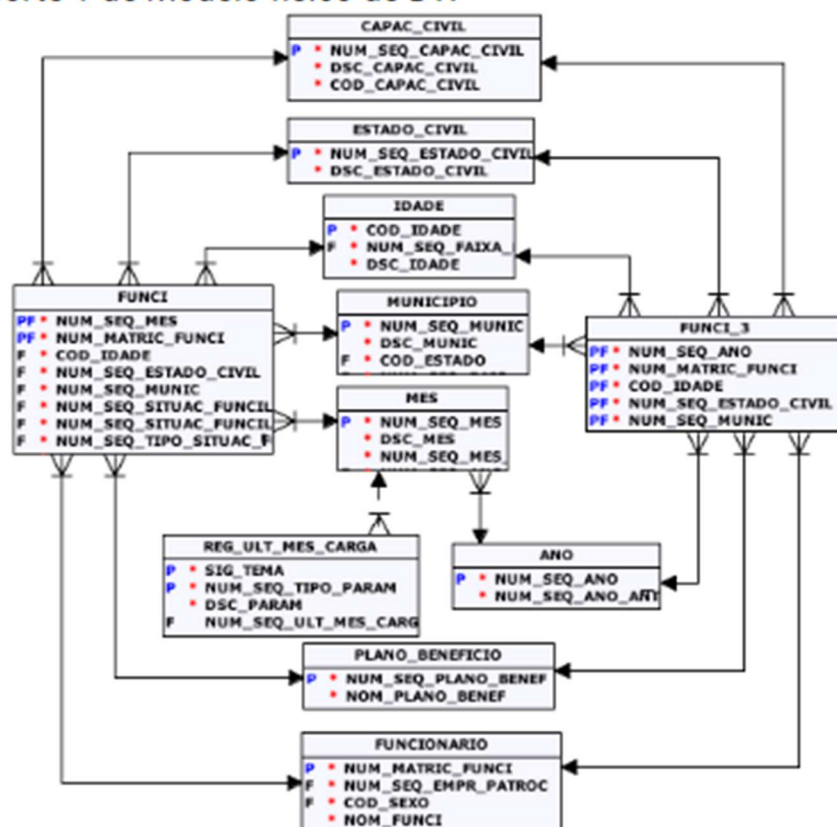 CAPAC_CIVIL
P * NUM_SEQ_CAPAC_CIVIL
* DSC_CAPAC_CIVIL
* COD_CAPAC_CIVIL
ESTADO_CIVIL
P * NUM_SEQ_ESTADO_CIVIL
* DSC_ESTADO_CIVIL
IDADE
P * COD_IDADE
F * NUM_SEQ_FAIXA_
* DSC_IDADE
FUNCI
PF * NUM_SEQ_MES
PF * NUM_MATRIC_FUNCI
F * COD_IDADE
F * NUM_SEQ_ESTADO_CIVIL
F * NUM_SEQ_MUNIC
F * NUM_SEQ_SITUAC_FUNCIL
F * NUM_SEQ_SITUAC_FUNCIL
F * NUM_SEQ_TIPO_SITUAC_F
MUNICIPIO
P * NUM_SEQ_MUNIC
* DSC_MUNIC
F * COD_ESTADO
FUNCI_3
PF * NUM_SEQ_ANO
PF * NUM_MATRIC_FUNCI
PF * COD_IDADE
PF * NUM_SEQ_ESTADO_CIVIL
PF * NUM_SEQ_MUNIC
MES
P * NUM_SEQ_MES
* DSC_MES
* NUM_SEQ_MES_
REG_ULT_MES_CARGA
P * SIG_TEMA
P * NUM_SEQ_TIPO_PARAM
* DSC_PARAM
F NUM_SEQ_ULT_MES_CARG
ANO
P * NUM_SEQ_ANO
* NUM_SEQ_ANO_ANT
PLANO_BENEFICIO
P * NUM_SEQ_PLANO_BENEF
* NOM_PLANO_BENEF
FUNCIONARIO
P * NUM_MATRIC_FUNCI
F * NUM_SEQ_EMPR_PATROC
F * COD_SEXO
* NOM_FUNCI